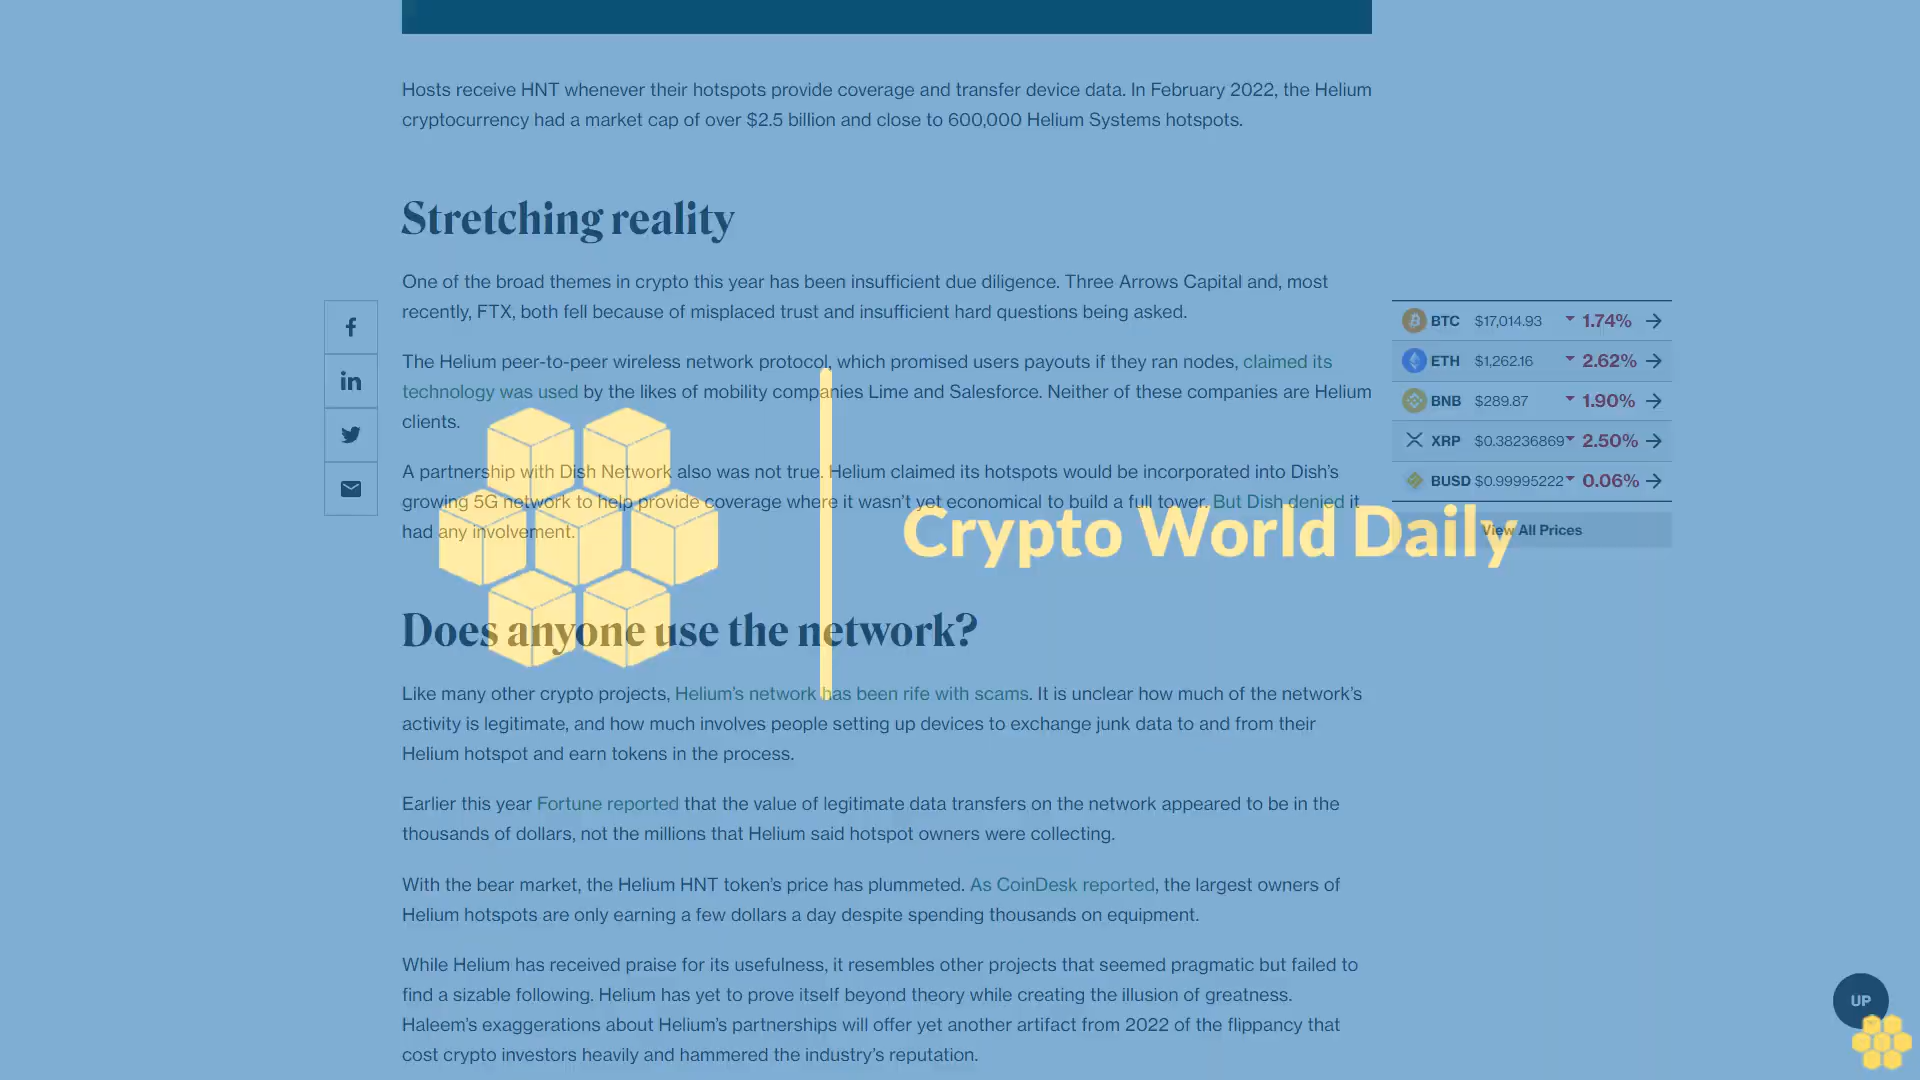 Hosts receive HNT whenever their hotspots provide coverage and transfer device data. In February 2022, the Helium
cryptocurrency had a market cap of over $2.5 billion and close to 600,000 Helium Systems hotspots.
Stretching reality
One of the broad themes in crypto this year has been insufficient due diligence. Three Arrows Capital and, most
recently, FTX, both fell because of misplaced trust and insufficient hard questions being asked.
The Helium peer-to-peer wireless network protocol, which promised users payouts if they ran nodes, claimed its
technology was used by the likes of mobility companies Lime and Salesforce. Neither of these companies are Helium
clients.
A partnership with Dish Network also was not true. Helium claimed its hotspots would be incorporated into Dish's
growing 5G network to help provide coverage where it wasn't yet economical to build a full tower. But Dish denied it
had any involvement.
Does anyone use the network?
Like many other crypto projects, Helium's network has been rife with scams. It is unclear how much of the network's
activity is legitimate, and how much involves people setting up devices to exchange junk data to and from their
Helium hotspot and earn tokens in the process.
Earlier this year Fortune reported that the value of legitimate data transfers on the network appeared to be in the
thousands of dollars, not the millions that Helium said hotspot owners were collecting.
With the bear market, the Helium HNT token's price has plummeted. As CoinDesk reported, the largest owners of
Helium hotspots are only earning a few dollars a day despite spending thousands on equipment.
While Helium has received praise for its usefulness, it resembles other projects that seemed pragmatic but failed to
find a sizable following. Helium has yet to prove itself beyond theory while creating the illusion of greatness.
Haleem's exaggerations about Helium's partnerships will offer yet another artifact from 2022 of the flippancy that
cost crypto investors heavily and hammered the industry's reputation.
BTC $17,014.93 1.74%
ETH $1,262.16 2.62%
BNB $289.87 1.90%
XRP $0.38236869 2.50%
BUSD $0.99995222 0.06%
View All Prices
Crypto World Daily
UP